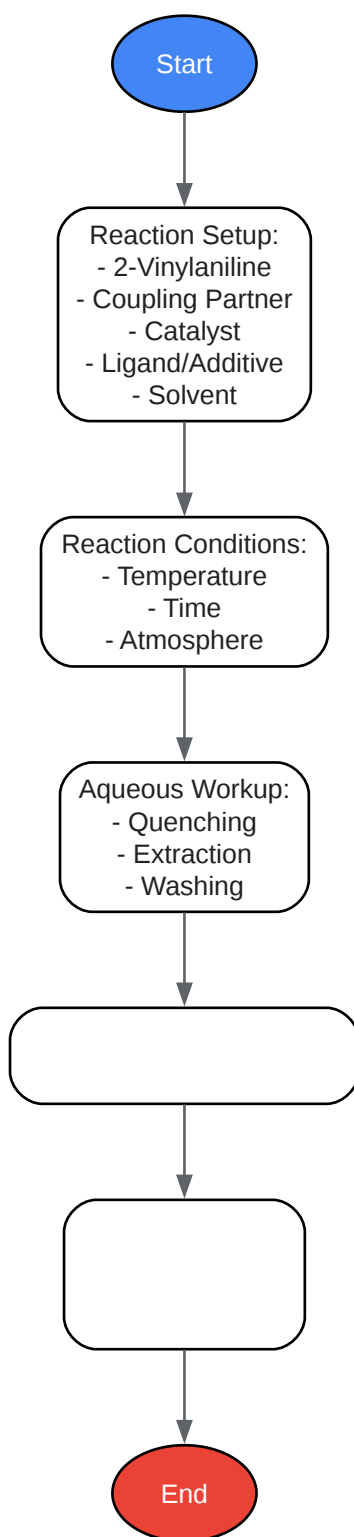 Start
Reaction Setup:
- 2-Vinylaniline
- Coupling Partner
- Catalyst
- Ligand/Additive
- Solvent
Reaction Conditions:
- Temperature
- Time
- Atmosphere
Aqueous Workup:
- Quenching
- Extraction
- Washing
End